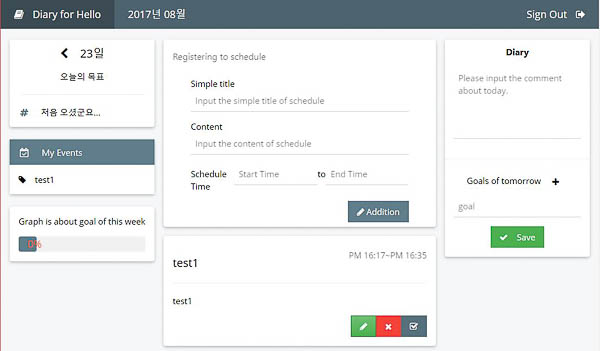 Diary for Hello
2017년 08월
Sign Out
23일
오늘의 목표
# 저음 오셨군요...
My Events
test1
Graph is about goal of this week
0%
Registering to schedule
Simple title
Input the simple title of schedule
Content
Input the content of schedule
Schedule Time
Start Time to End Time
Addition
test1
PM 16:17~PM 16:35
test1
Diary
Please input the comment
about today.
Goals of tomorrow +
goal
Save